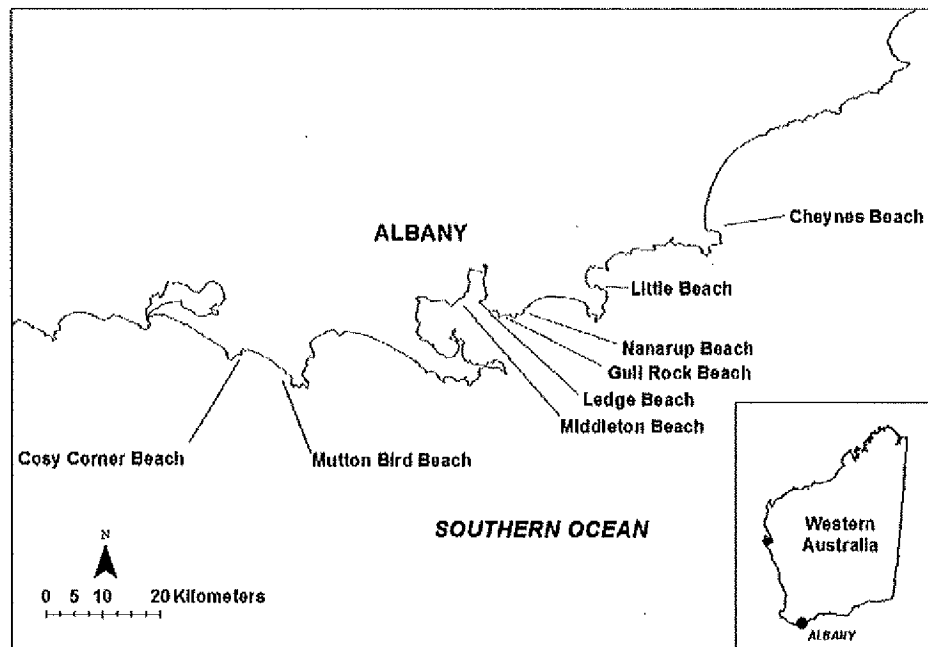 Cheynes Beach
ALBANY
Little Beach
Nanarup Beach
Gull Rock Beach
Ledge Beach
Middleton Beach
Cosy Corner Beach
Mutton Bird Beach
SOUTHERN OCEAN
N
0 5 10 20 Kilometers
Western
Australia
ALBANY